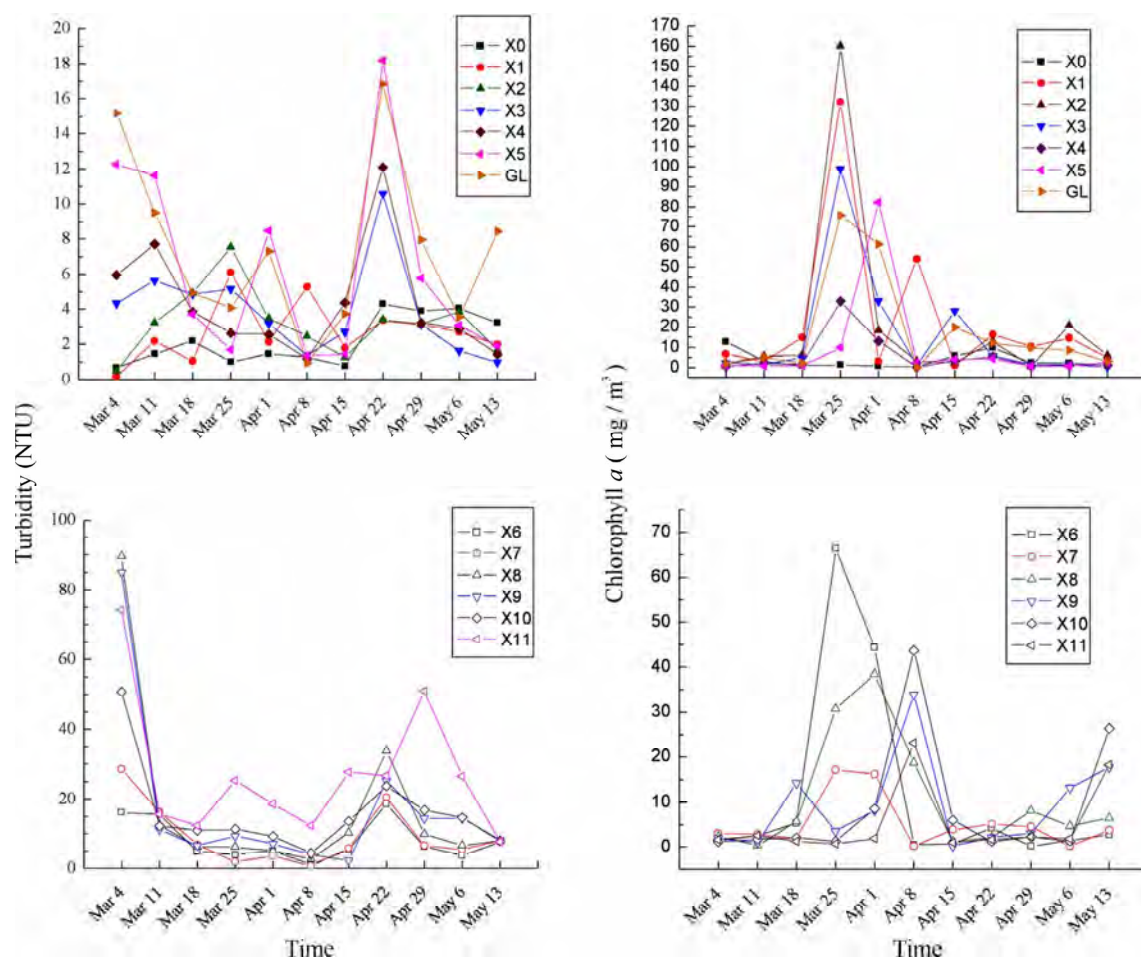 20
18
16
14
12
10
8
6
4
2
0
X0
X1
X2
X3
X4
X5
GL
Mar 4 Mar 11 Mar 18 Mar 25 Apr 1 Apr 8 Apr 15 Apr 22 Apr 29 May 6 May 13
170
160
150
140
130
120
110
100
90
80
70
60
50
40
30
20
10
0
X0
X1
X2
X3
X4
X5
GL
Mar 4 Mar 11 Mar 18 Mar 25 Apr 1 Apr 8 Apr 15 Apr 22 Apr 29 May 6 May 13
Turbidity (NTU)
Chlorophyll a ( mg / m³ )
100
80
60
40
20
0
X6
X7
X8
X9
X10
X11
Mar 4 Mar 11 Mar 18 Mar 25 Apr 1 Apr 8 Apr 15 Apr 22 Apr 29 May 6 May 13
Time
70
60
50
40
30
20
10
0
X6
X7
X8
X9
X10
X11
Mar 4 Mar 11 Mar 18 Mar 25 Apr 1 Apr 8 Apr 15 Apr 22 Apr 29 May 6 May 13
Time